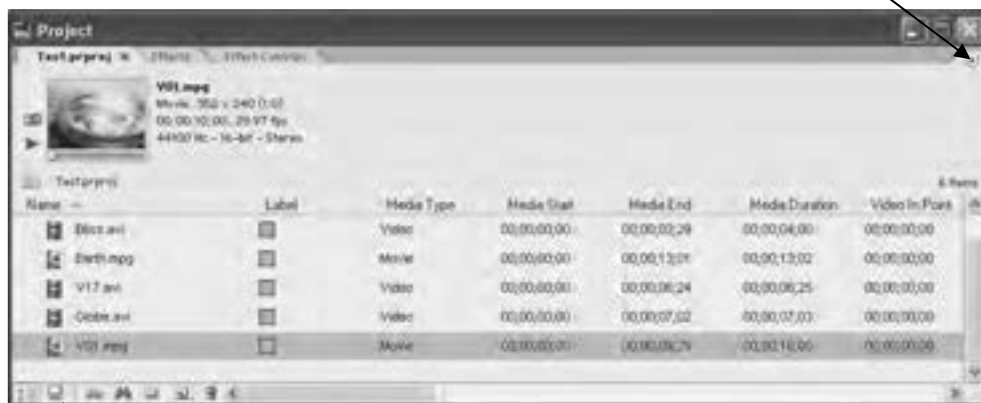 Project
Test.prproj × Effects Effect Controls
V01.mpg
Movie, 352 x 240 (1.0)
00;00;10;00, 29.97 fps
44100 Hz - 16-bit - Stereo
Test.prproj
6 Items
Name Label Media Type Media Start Media End Media Duration Video In Point
Bliss.avi Video 00;00;00;00 00;00;03;29 00;00;04;00 00;00;00;00
Earth.mpg Movie 00;00;00;00 00;00;13;01 00;00;13;02 00;00;00;00
V17.avi Video 00;00;00;00 00;00;06;24 00;00;06;25 00;00;00;00
Globe.avi Video 00;00;00;00 00;00;07;02 00;00;07;03 00;00;00;00
V01.mpg Movie 00;00;00;00 00;00;09;29 00;00;10;00 00;00;00;00